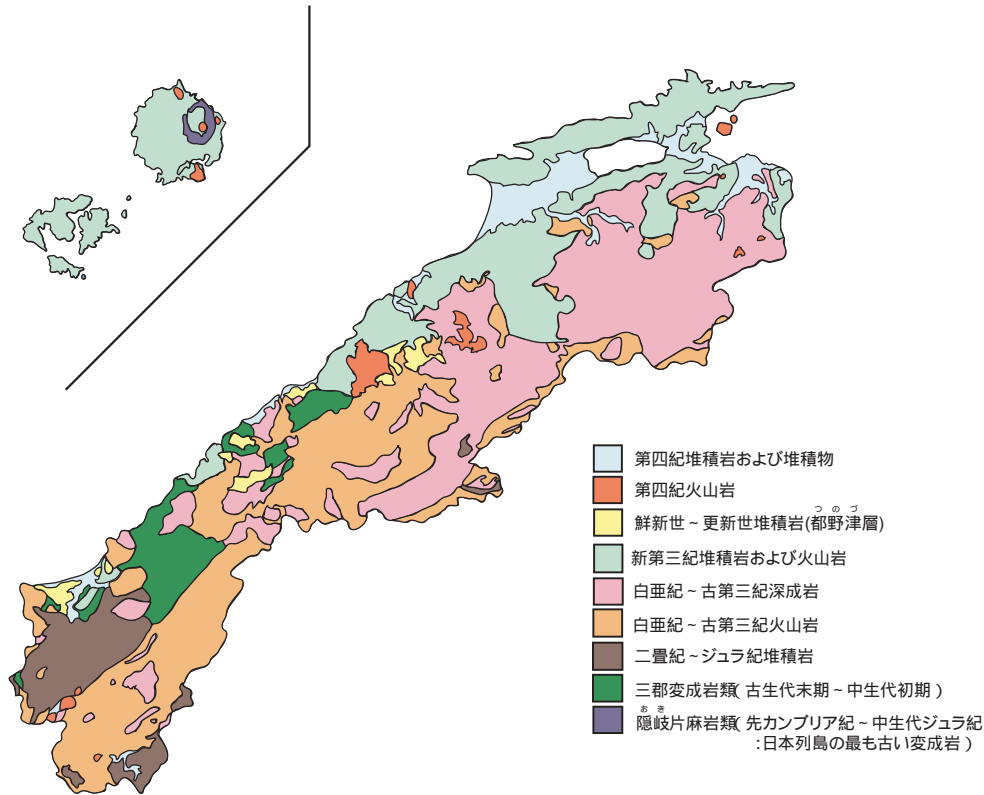 第四紀堆積岩および堆積物
第四紀火山岩
鮮新世~更新世堆積岩(都野津層)
つのづ
新第三紀堆積岩および火山岩
白亜紀~古第三紀深成岩
白亜紀~古第三紀火山岩
二畳紀~ジュラ紀堆積岩
三郡変成岩類(古生代末期~中生代初期)
おき
隠岐片麻岩類(先カンブリア紀~中生代ジュラ紀
:日本列島の最も古い変成岩)